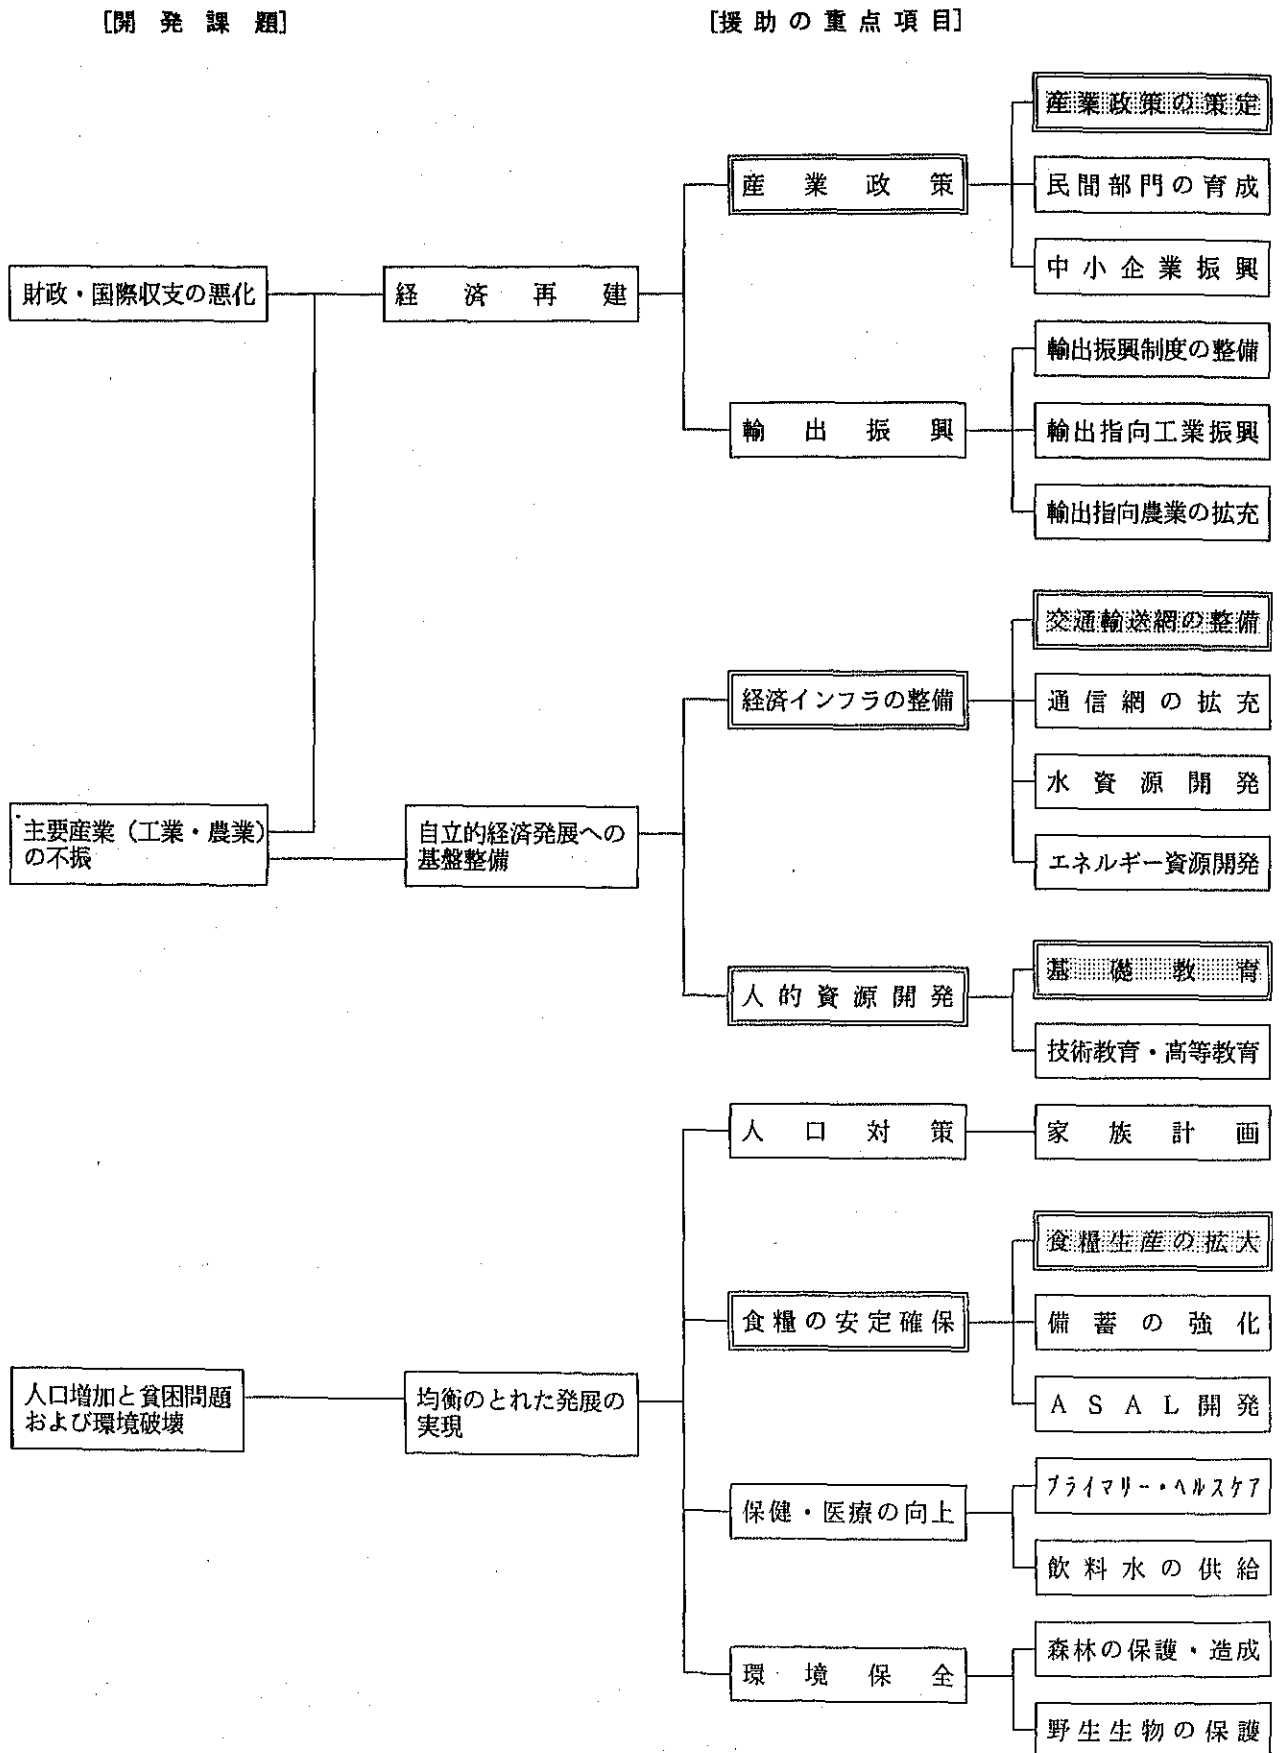 [開発課題]
[援助の重点項目]
産業政策の策定
産業政策
民間部門の育成
中小企業振興
財政・国際収支の悪化
経済再建
輸出振興制度の整備
輸出振興
輸出指向工業振興
輸出指向農業の拡充
交通輸送網の整備
経済インフラの整備
通信網の拡充
水資源開発
主要産業（工業・農業）
の不振
自立的経済発展への
基盤整備
エネルギー資源開発
基礎教育
人的資源開発
技術教育・高等教育
人口対策
家族計画
食糧生産の拡大
食糧の安定確保
備蓄の強化
人口増加と貧困問題
および環境破壊
均衡のとれた発展の
実現
ASAL開発
プライマリー・ヘルスケア
保健・医療の向上
飲料水の供給
森林の保護・造成
環境保全
野生生物の保護